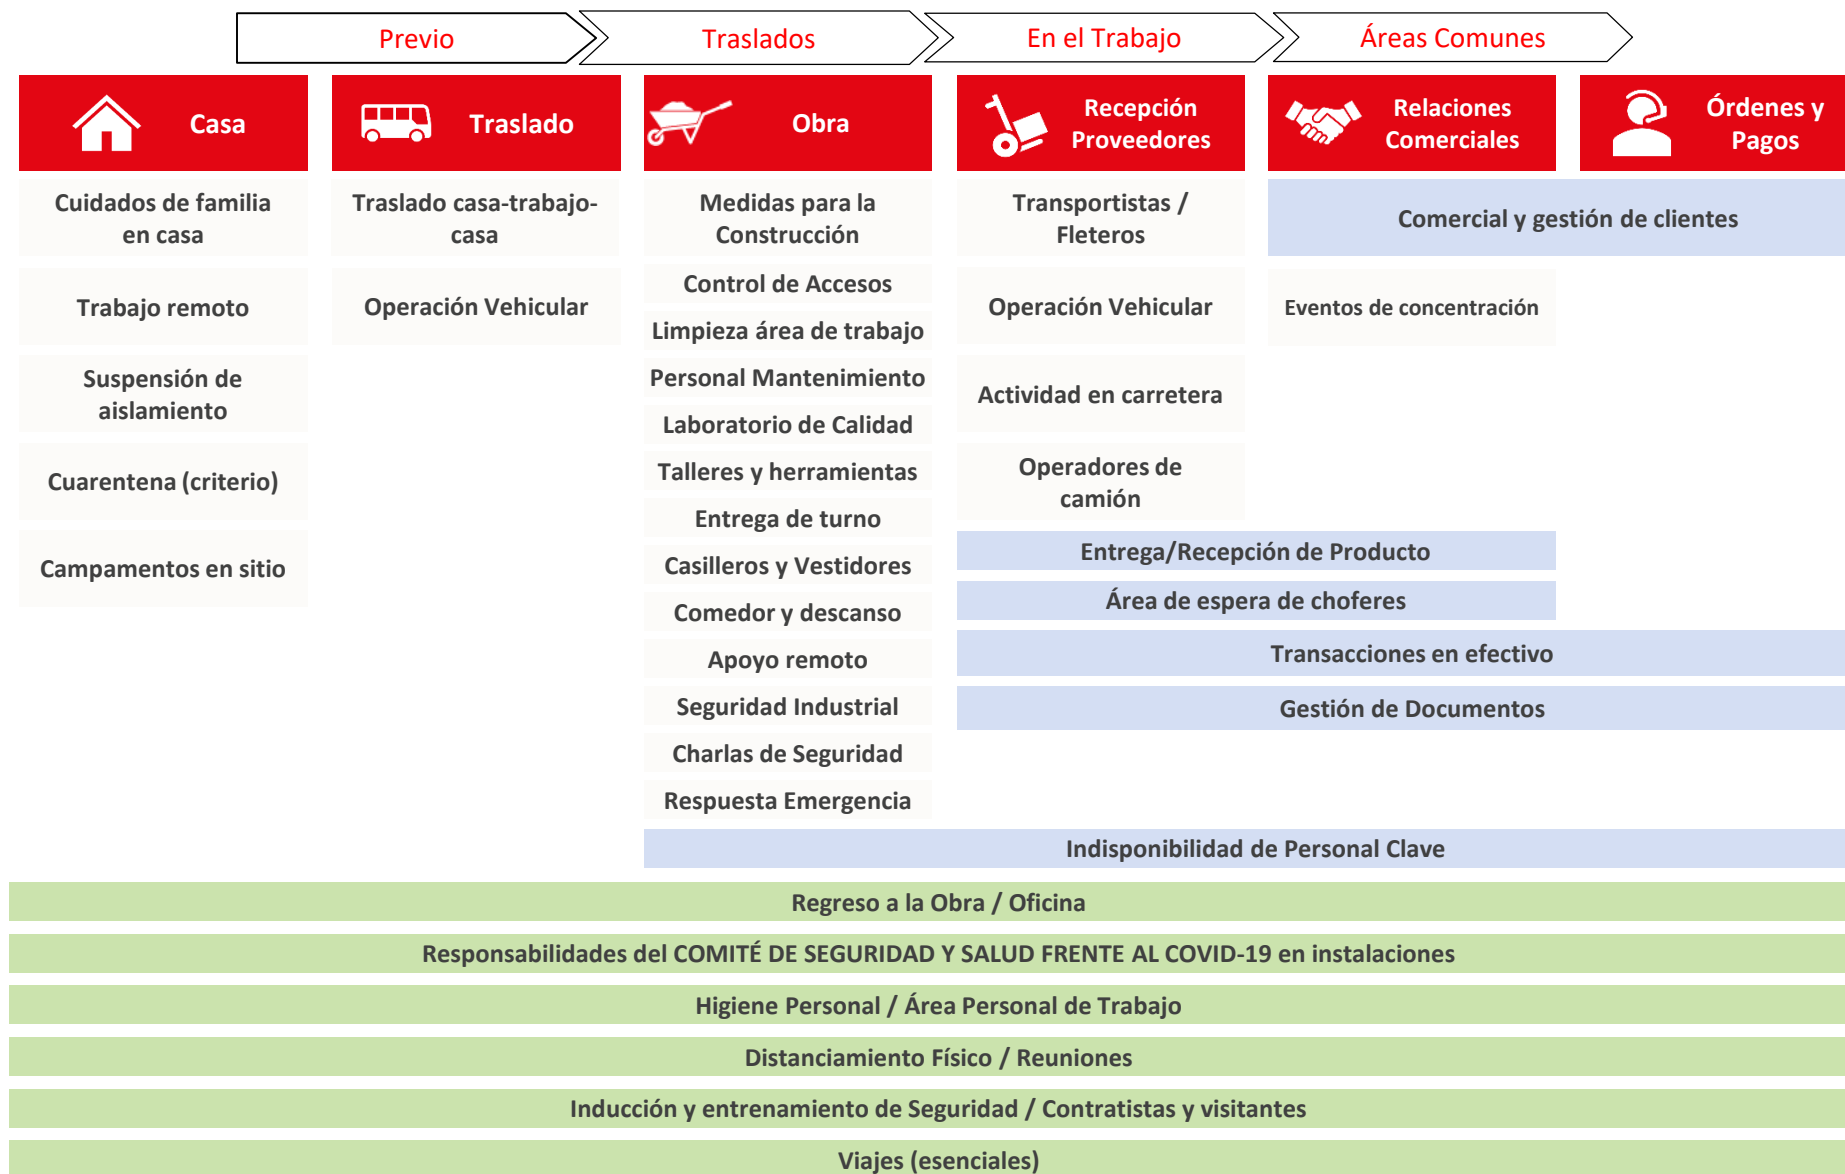 Previo
Traslados
En el Trabajo
Áreas Comunes
Casa
Traslado
Obra
Recepción
Proveedores
Relaciones
Comerciales
Órdenes y
Pagos
Cuidados de familia
en casa
Trabajo remoto
Suspensión de
aislamiento
Cuarentena (criterio)
Campamentos en sitio
Traslado casa-trabajo-
casa
Operación Vehicular
Medidas para la
Construcción
Control de Accesos
Limpieza área de trabajo
Personal Mantenimiento
Laboratorio de Calidad
Talleres y herramientas
Entrega de turno
Casilleros y Vestidores
Comedor y descanso
Apoyo remoto
Seguridad Industrial
Charlas de Seguridad
Respuesta Emergencia
Transportistas /
Fleteros
Operación Vehicular
Actividad en carretera
Operadores de
camión
Comercial y gestión de clientes
Eventos de concentración
Entrega/Recepción de Producto
Área de espera de choferes
Transacciones en efectivo
Gestión de Documentos
Indisponibilidad de Personal Clave
Regreso a la Obra / Oficina
Responsabilidades del COMITÉ DE SEGURIDAD Y SALUD FRENTE AL COVID-19 en instalaciones
Higiene Personal / Área Personal de Trabajo
Distanciamiento Físico / Reuniones
Inducción y entrenamiento de Seguridad / Contratistas y visitantes
Viajes (esenciales)